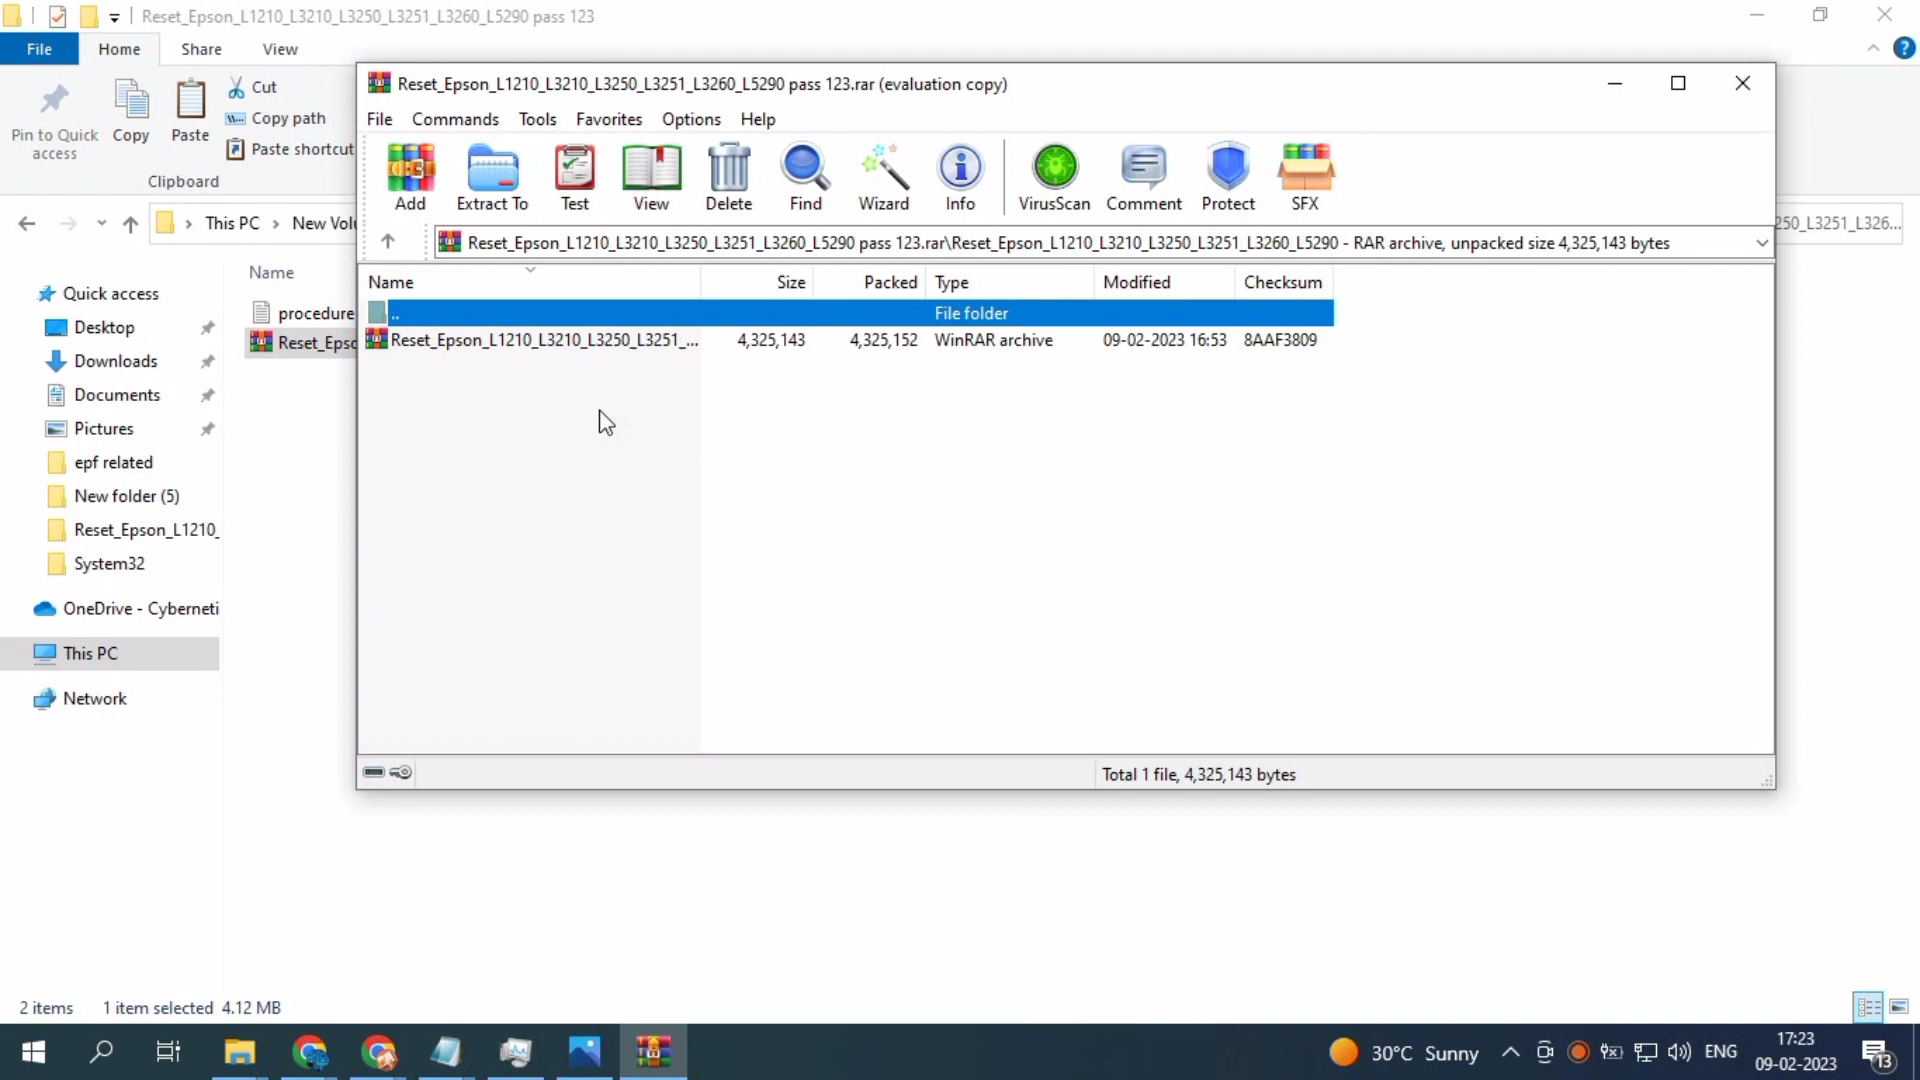 Reset_Epson_L1210_L3210_L3250_L3251_L3260_L5290 pass 123
File Home Share View
Pin to Quick access
Copy
Paste
Cut
Copy path
Paste shortcut
Clipboard
This PC > New Volu
50_L3251_L326...
Quick access
Desktop
Downloads
Documents
Pictures
epf related
New folder (5)
Reset_Epson_L1210_
System32
OneDrive - Cyberneti
This PC
Network
Name
procedure
Reset_Epso
Reset_Epson_L1210_L3210_L3250_L3251_L3260_L5290 pass 123.rar (evaluation copy)
File Commands Tools Favorites Options Help
Add Extract To Test View Delete Find Wizard Info VirusScan Comment Protect SFX
Reset_Epson_L1210_L3210_L3250_L3251_L3260_L5290 pass 123.rar\Reset_Epson_L1210_L3210_L3250_L3251_L3260_L5290 - RAR archive, unpacked size 4,325,143 bytes
Name Size Packed Type Modified Checksum
.. File folder
Reset_Epson_L1210_L3210_L3250_L3251_... 4,325,143 4,325,152 WinRAR archive 09-02-2023 16:53 8AAF3809
Total 1 file, 4,325,143 bytes
2 items 1 item selected 4.12 MB
30°C Sunny
ENG
17:23
09-02-2023
13